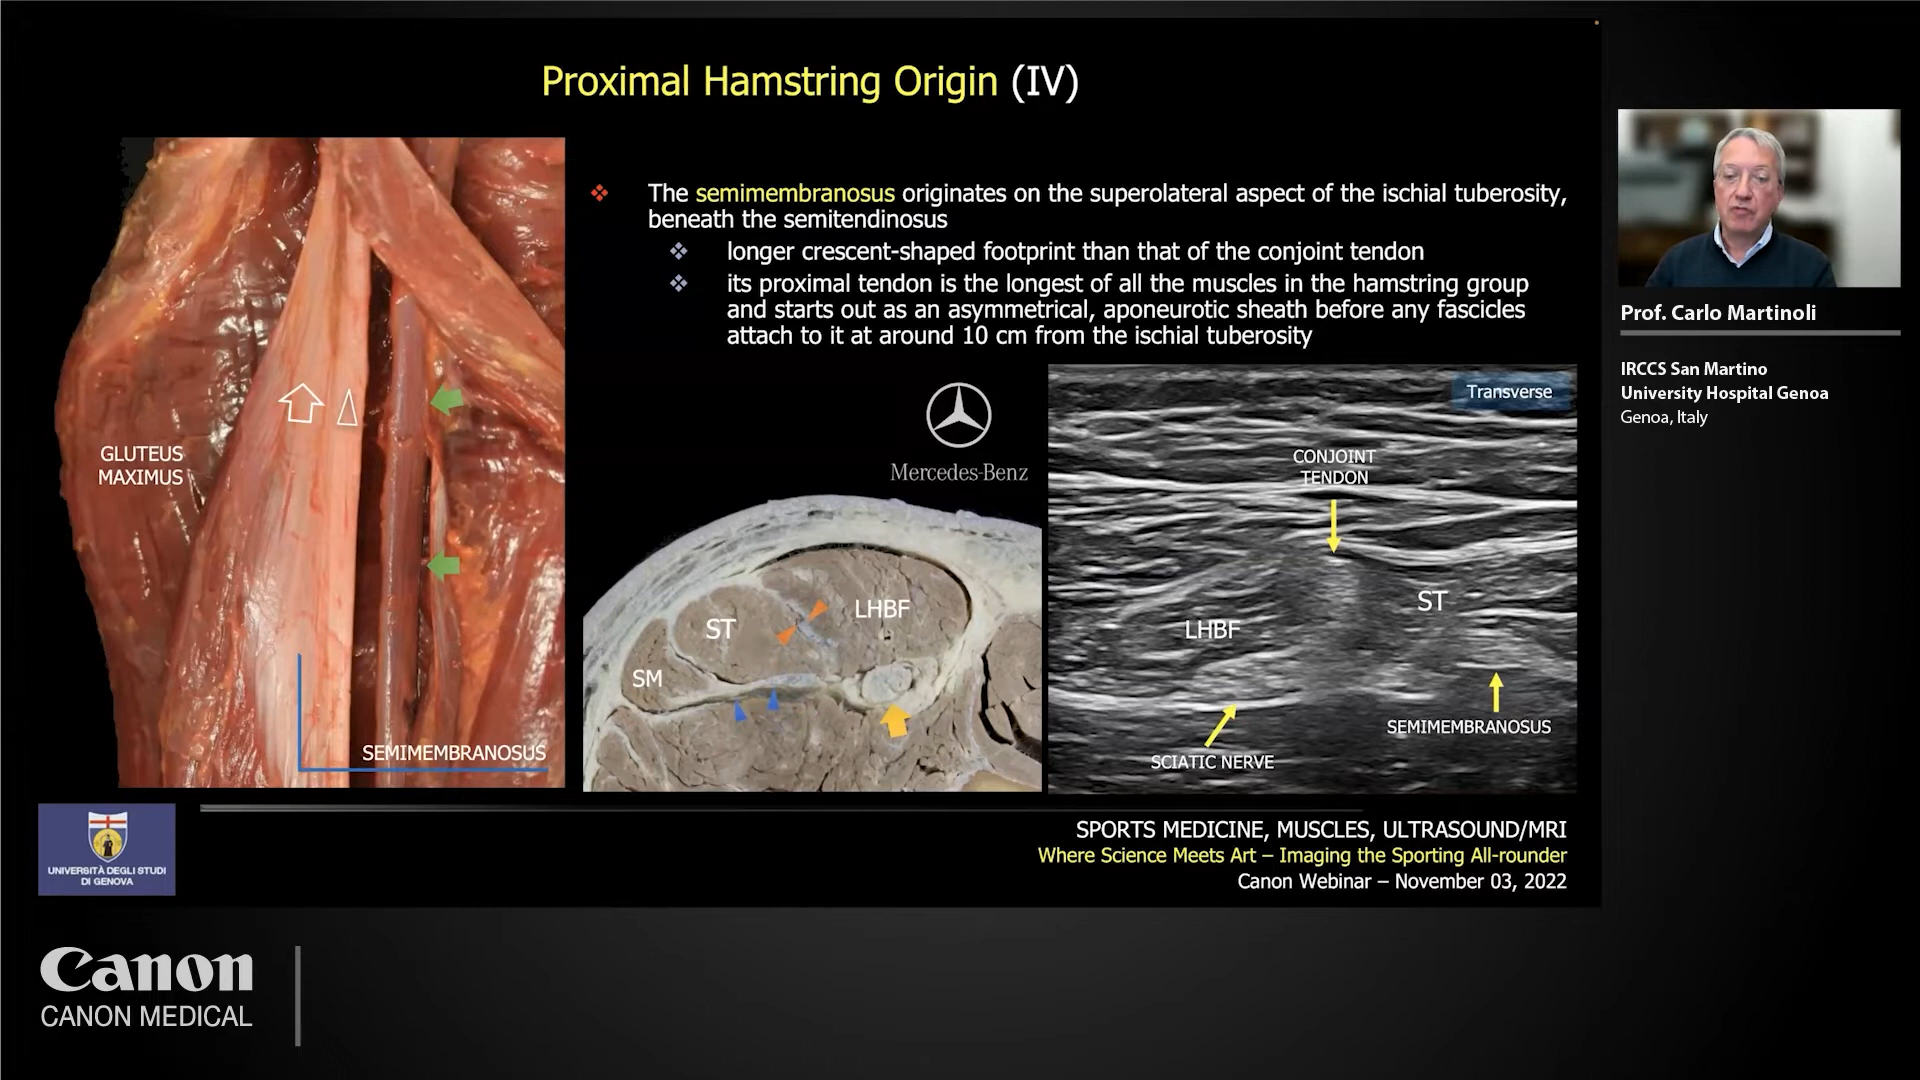 Proximal Hamstring Origin (IV)
The semimembranosus originates on the superolateral aspect of the ischial tuberosity,
beneath the semitendinosus
longer crescent-shaped footprint than that of the conjoint tendon
its proximal tendon is the longest of all the muscles in the hamstring group
and starts out as an asymmetrical, aponeurotic sheath before any fascicles
attach to it at around 10 cm from the ischial tuberosity
GLUTEUS
MAXIMUS
SEMIMEMBRANOSUS
Mercedes-Benz
ST
LHBF
SM
Transverse
CONJOINT
TENDON
ST
LHBF
SEMIMEMBRANOSUS
SCIATIC NERVE
Prof. Carlo Martinoli
IRCCS San Martino
University Hospital Genoa
Genoa, Italy
UNIVERSITÀ DEGLI STUDI
DI GENOVA
SPORTS MEDICINE, MUSCLES, ULTRASOUND/MRI
Where Science Meets Art – Imaging the Sporting All-rounder
Canon Webinar – November 03, 2022
Canon
CANON MEDICAL